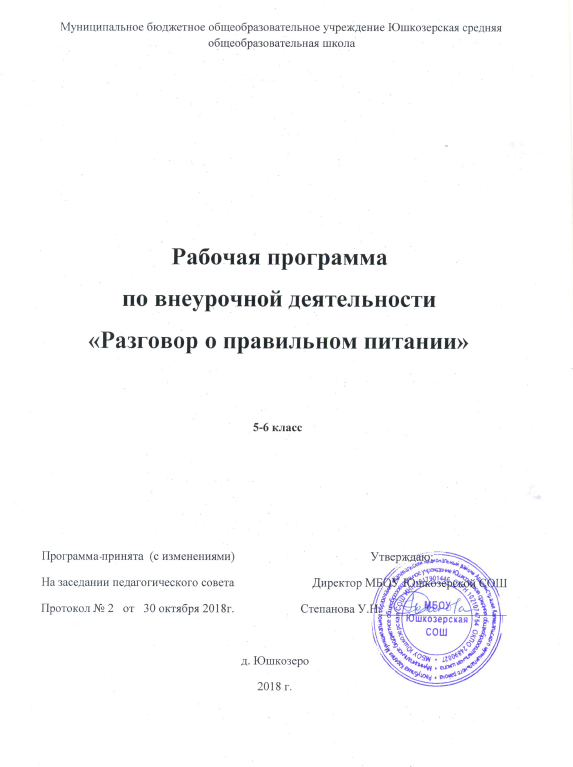 Муниципальное бюджетное общеобразовательное учреждение Юшкозерская средняя
общеобразовательная школа
Рабочая программа
по внеурочной деятельности
«Разговор о правильном питании»
5-6 класс
Программа принята (с изменениями)
Утверждаю:
На заседании педагогического совета
Директор МБОУ Юшкозерской СОШ
Протокол № 2 от 30 октября 2018г.
Степанова У.Н.
МБОУ
Юшкозерская
СОШ
д. Юшкозеро
2018 г.